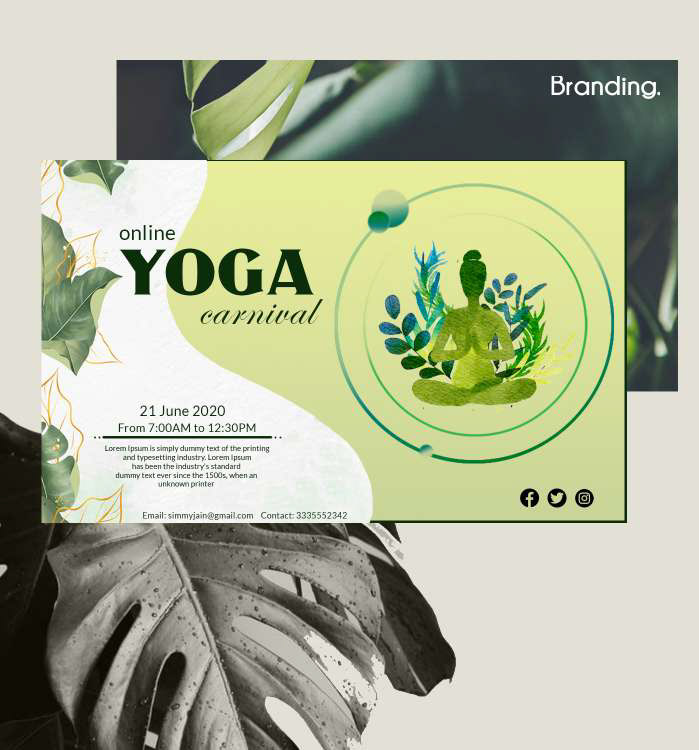 Branding.
online
YOGA
carnival
21 June 2020
From 7:00AM to 12:30PM
Lorem Ipsum is simply dummy text of the printing
and typesetting industry. Lorem Ipsum
has been the industry's standard
dummy text ever since the 1500s, when an
unknown printer
Email: simmyjain@gmail.com Contact: 3335552342